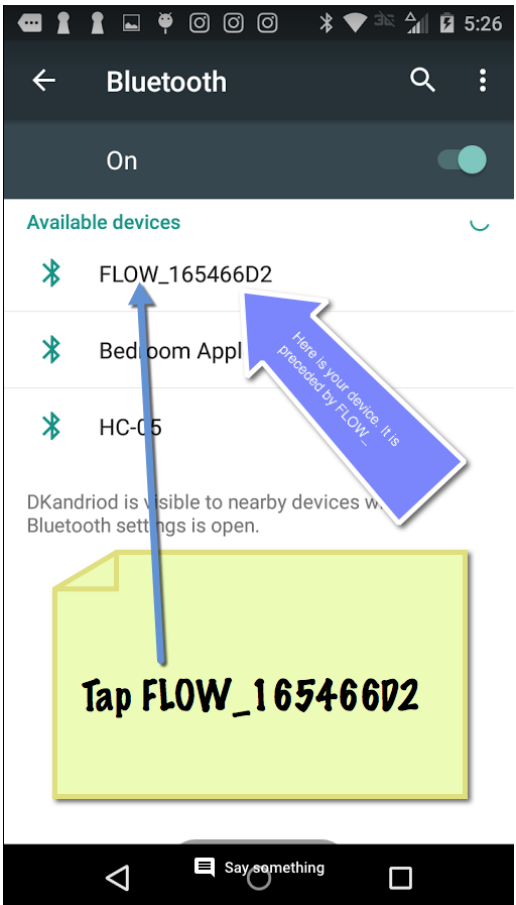 5:26
Bluetooth
On
Available devices
FLOW_165466D2
Bedroom Appl
HC-05
Here is your device. It is
preceded by FLOW_
DKandriod is visible to nearby devices w
Bluetooth settings is open.
Tap FLOW_165466D2
Say something